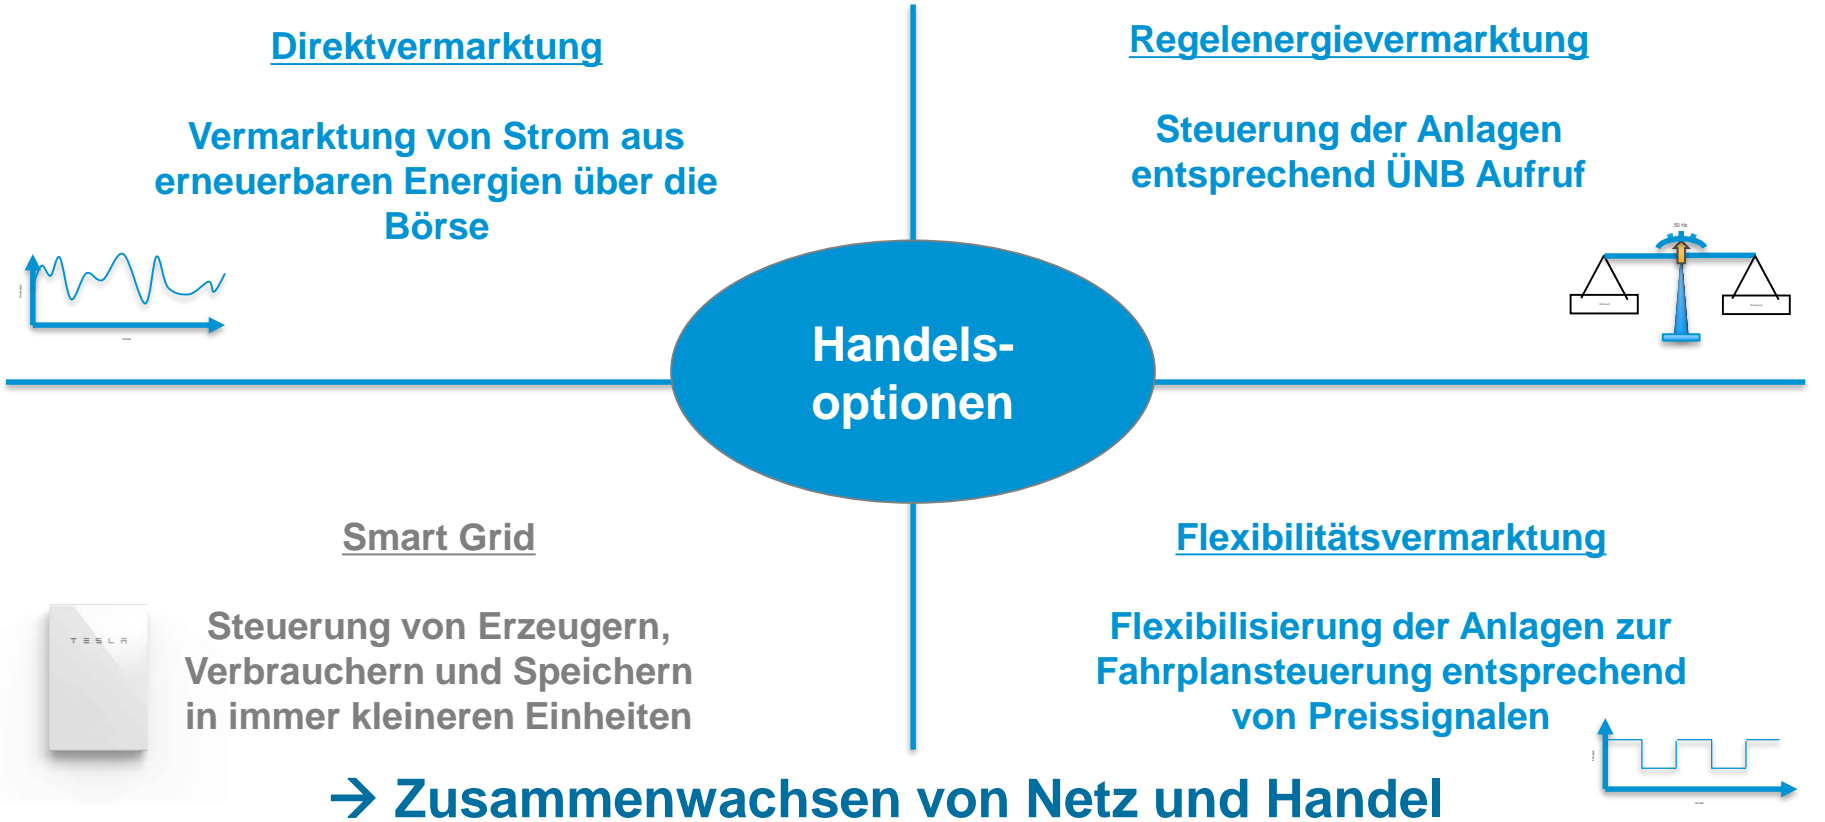 Direktvermarktung
Vermarktung von Strom aus
erneuerbaren Energien über die
Börse
Regelenergievermarktung
Steuerung der Anlagen
entsprechend ÜNB Aufruf
50 Hz
Handels-
optionen
Smart Grid
Steuerung von Erzeugern,
Verbrauchern und Speichern
in immer kleineren Einheiten
TESLA
Flexibilitätsvermarktung
Flexibilisierung der Anlagen zur
Fahrplansteuerung entsprechend
von Preissignalen
→ Zusammenwachsen von Netz und Handel